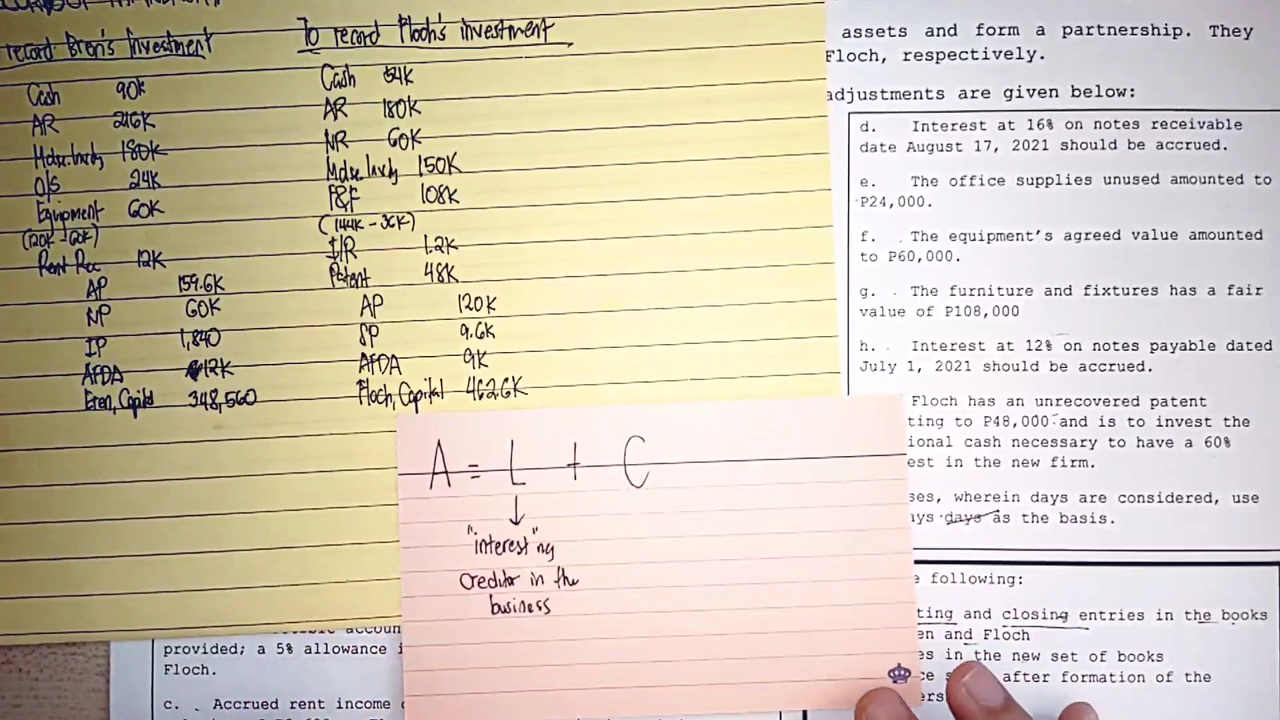 record Eren's Investment
Cash 90K
AR 216K
Mdse. Invty 180K
O/S 24K
Equipment 60K
(120K - 60K)
Rent Rec 12K
AP 159.6K
NP 60K
IP 1,840
AFDA 12K
Eren, Capital 348,560
To record Floch's investment
Cash 54K
AR 180K
NR 60K
Mdse Invty 150K
F&F 108K
(144K - 36K)
I/R 1.2K
Patent 48K
AP 120K
SP 9.6K
AFDA 9K
Floch, Capital 462.6K
A = L + C
"interest" ng
Creditor in the
business
assets and form a partnership. They
Floch, respectively.
adjustments are given below:
d. Interest at 16% on notes receivable
date August 17, 2021 should be accrued.
e. The office supplies unused amounted to
P24,000.
f. The equipment's agreed value amounted
to P60,000.
g. The furniture and fixtures has a fair
value of P108,000
h. Interest at 12% on notes payable dated
July 1, 2021 should be accrued.
Floch has an unrecovered patent
ting to P48,000 and is to invest the
ional cash necessary to have a 60%
est in the new firm.
ses, wherein days are considered, use
ays days as the basis.
e following:
ting and closing entries in the books
en and Floch
es in the new set of books
ce after formation of the
ers
provided; a 5% allowance i
Floch.
c. Accrued rent income